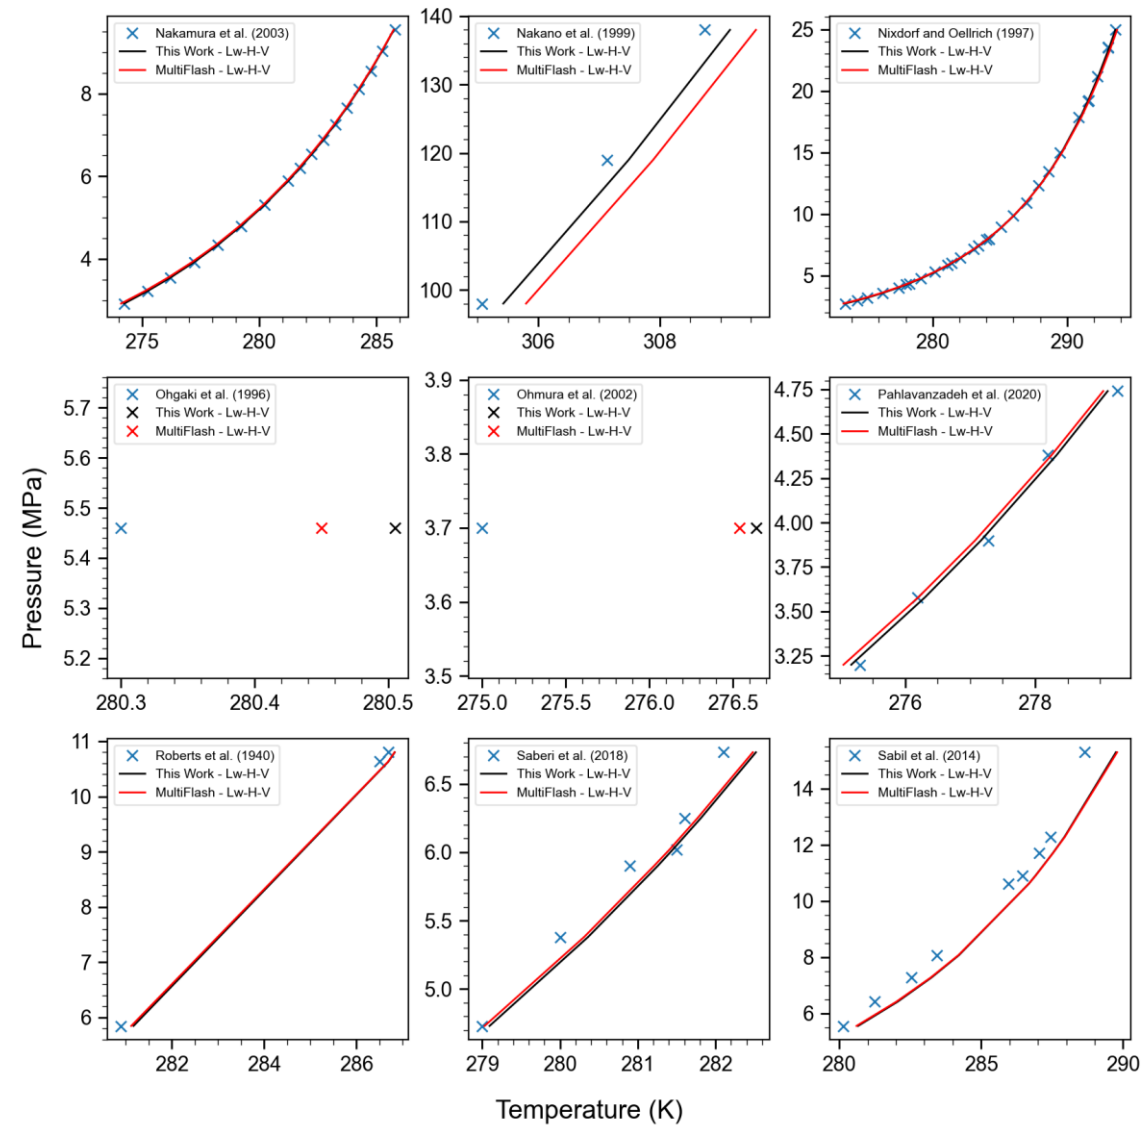 Nakamura et al. (2003)
This Work - Lw-H-V
MultiFlash - Lw-H-V
8
6
4
275 280 285
140
130
120
110
100
Nakano et al. (1999)
This Work - Lw-H-V
MultiFlash - Lw-H-V
306 308
25
20
15
10
5
Nixdorf and Oellrich (1997)
This Work - Lw-H-V
MultiFlash - Lw-H-V
280 290
Pressure (MPa)
5.7
5.6
5.5
5.4
5.3
5.2
Ohgaki et al. (1996)
This Work - Lw-H-V
MultiFlash - Lw-H-V
280.3 280.4 280.5
3.9
3.8
3.7
3.6
3.5
Ohmura et al. (2002)
This Work - Lw-H-V
MultiFlash - Lw-H-V
275.0 275.5 276.0 276.5
4.75
4.50
4.25
4.00
3.75
3.50
3.25
Pahlavanzadeh et al. (2020)
This Work - Lw-H-V
MultiFlash - Lw-H-V
276 278
11
10
9
8
7
6
Roberts et al. (1940)
This Work - Lw-H-V
MultiFlash - Lw-H-V
282 284 286
6.5
6.0
5.5
5.0
Saberi et al. (2018)
This Work - Lw-H-V
MultiFlash - Lw-H-V
279 280 281 282
14
12
10
8
6
Sabil et al. (2014)
This Work - Lw-H-V
MultiFlash - Lw-H-V
280 285 290
Temperature (K)